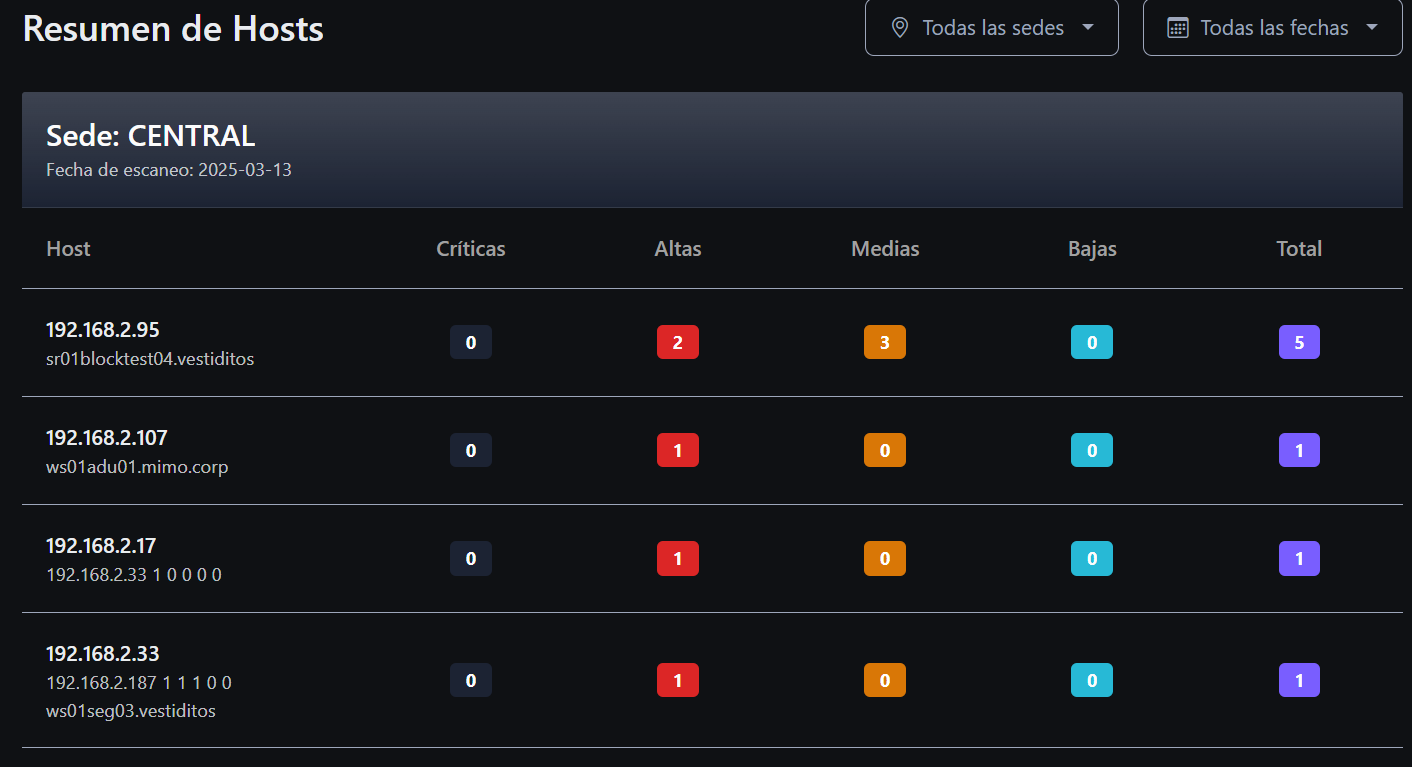 Resumen de Hosts
Todas las sedes
Todas las fechas
Sede: CENTRAL
Fecha de escaneo: 2025-03-13
Host Críticas Altas Medias Bajas Total
192.168.2.95
sr01blocktest04.vestiditos
0 2 3 0 5
192.168.2.107
ws01adu01.mimo.corp
0 1 0 0 1
192.168.2.17
192.168.2.33 1 0 0 0 0
0 1 0 0 1
192.168.2.33
192.168.2.187 1 1 1 0 0
ws01seg03.vestiditos
0 1 0 0 1